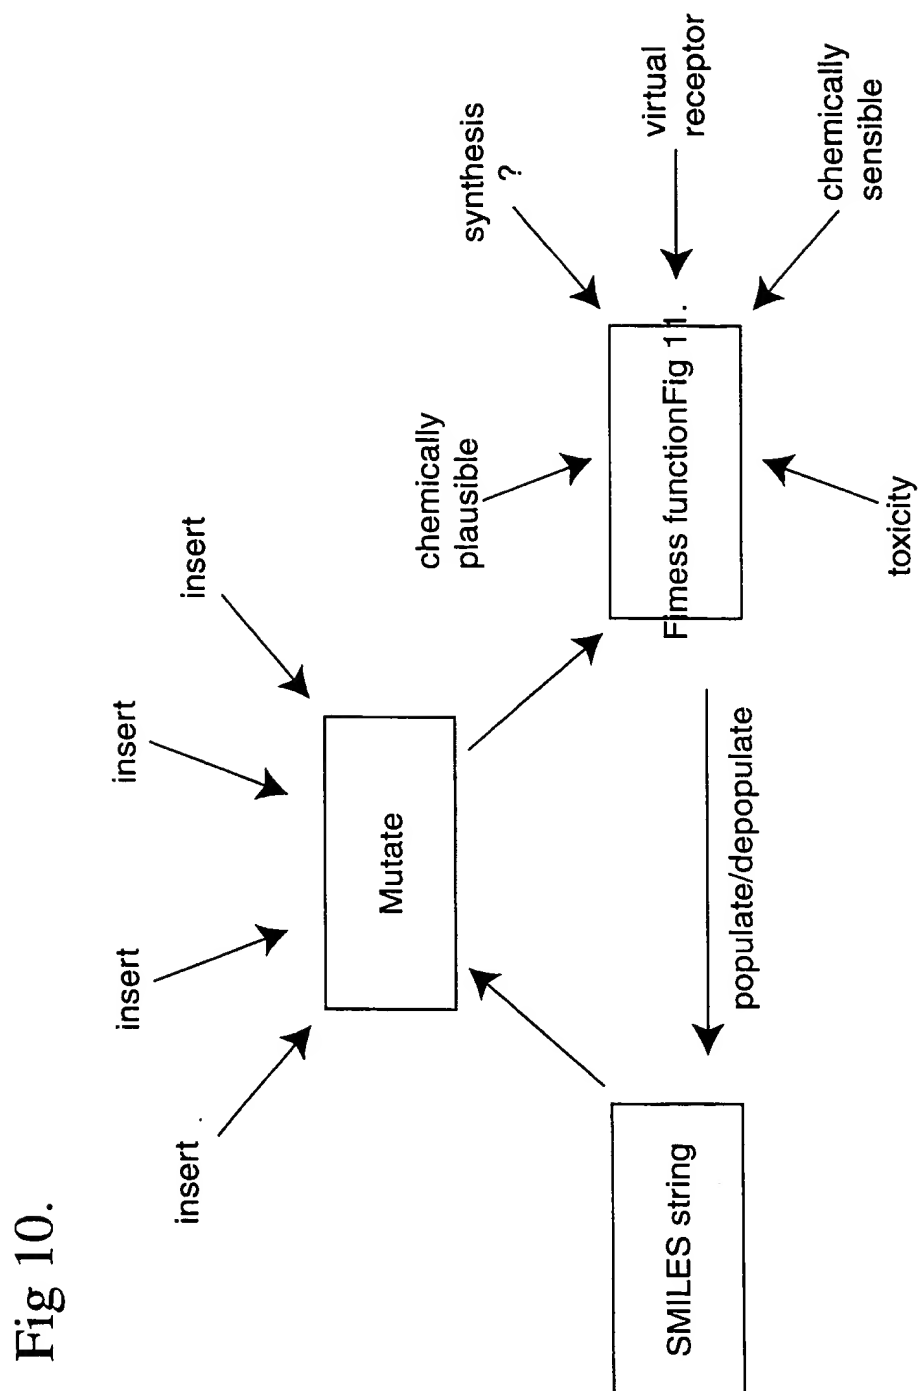 Fig 10.
insert
insert
insert
insert
Mutate
SMILES string
populate/depopulate
chemically
plausible
synthesis
?
virtual
receptor
chemically
sensible
toxicity
Fimess functionFig 11.